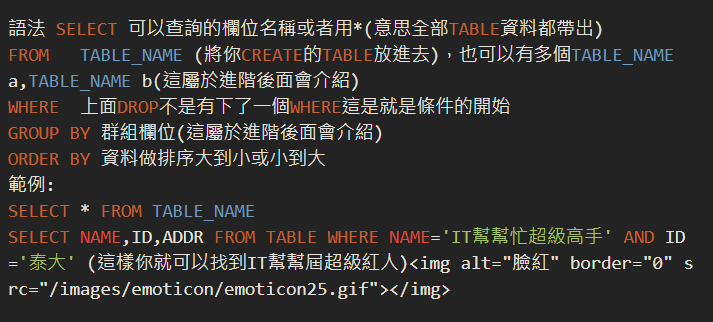 語法 SELECT 可以查詢的欄位名稱或者用*(意思全部TABLE資料都帶出)
FROM   TABLE_NAME (將你CREATE的TABLE放進去)，也可以有多個TABLE_NAME
a,TABLE_NAME b(這屬於進階後面會介紹)
WHERE  上面DROP不是有下了一個WHERE這是就是條件的開始
GROUP BY 群組欄位(這屬於進階後面會介紹)
ORDER BY 資料做排序大到小或小到大
範例:
SELECT * FROM TABLE_NAME
SELECT NAME,ID,ADDR FROM TABLE WHERE NAME='IT幫幫忙超級高手' AND ID
='泰大' (這樣你就可以找到IT幫幫屆超級紅人)<img alt="臉紅" border="0" s
rc="/images/emoticon/emoticon25.gif"></img>